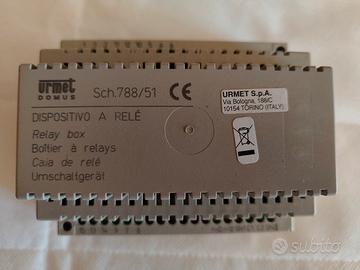 urmet
DOMUS
Sch.788/51
CE
DISPOSITIVO A RELÉ
Relay box
Boîtier à relays
Caia de relé
Umschaltgerät
URMET S.p.A.
Via Bologna, 188/C
10154 TORINO (ITALY)
subito